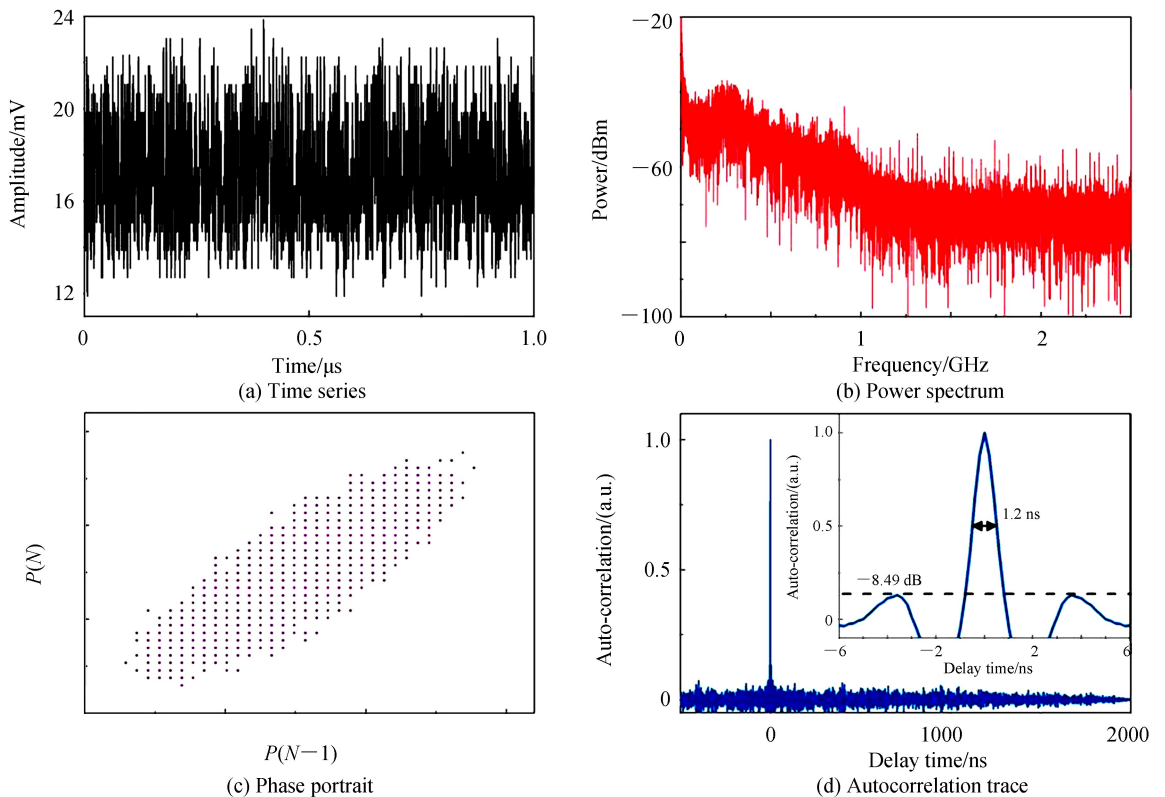 24
20
16
12
Amplitude/mV
0
0.5
1.0
Time/μs
(a) Time series
−20
−60
−100
Power/dBm
0
1
2
Frequency/GHz
(b) Power spectrum
P(N)
P(N−1)
(c) Phase portrait
1.0
0.5
0
Auto-correlation/(a.u.)
1.0
0.5
0
Auto-correlation/(a.u.)
1.2 ns
−8.49 dB
−6
−2
2
6
Delay time/ns
0
1000
2000
Delay time/ns
(d) Autocorrelation trace